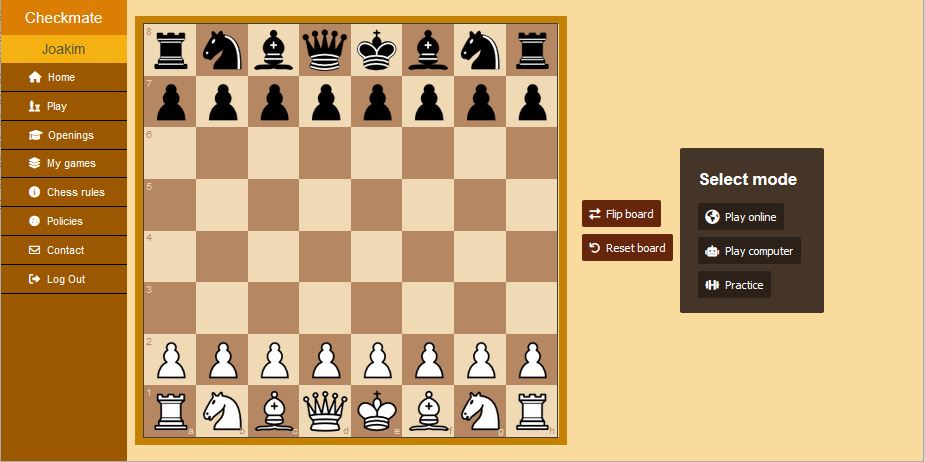 Checkmate
Joakim
Home
Play
Openings
My games
Chess rules
Policies
Contact
Log Out
8
7
6
5
4
3
2
1
a
b
c
d
e
f
g
h
Flip board
Reset board
Select mode
Play online
Play computer
Practice